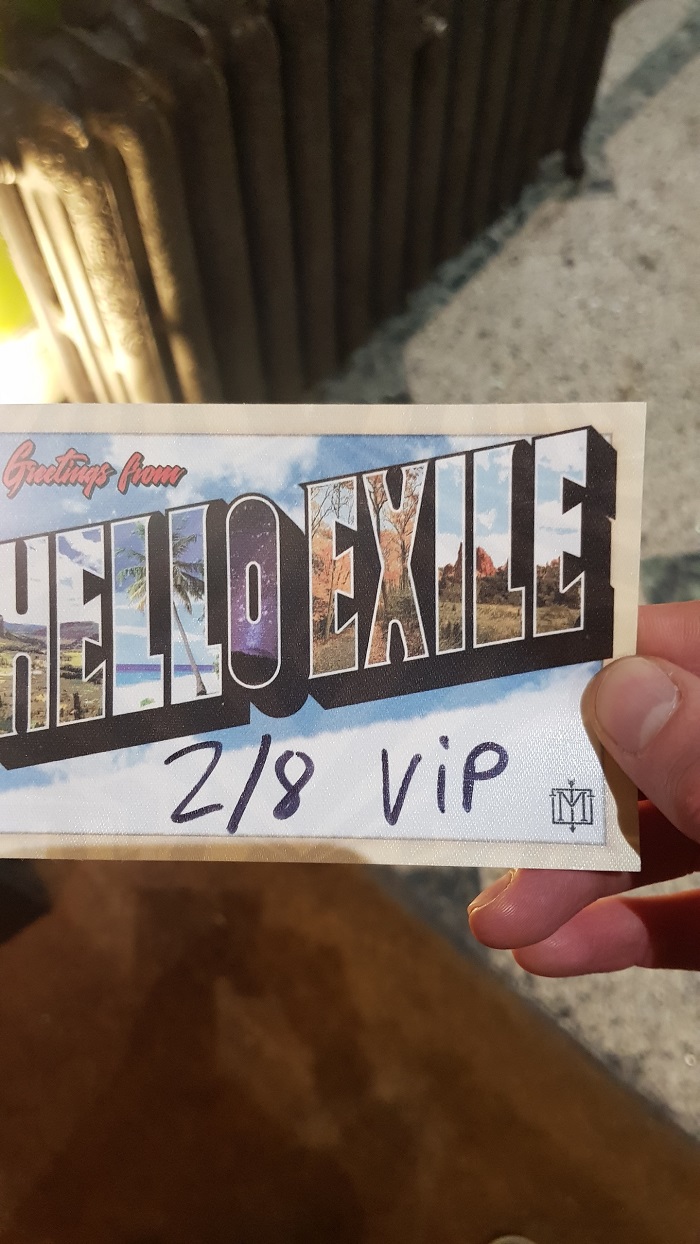 Greetings from
HELLO EXILE
2/8 ViP